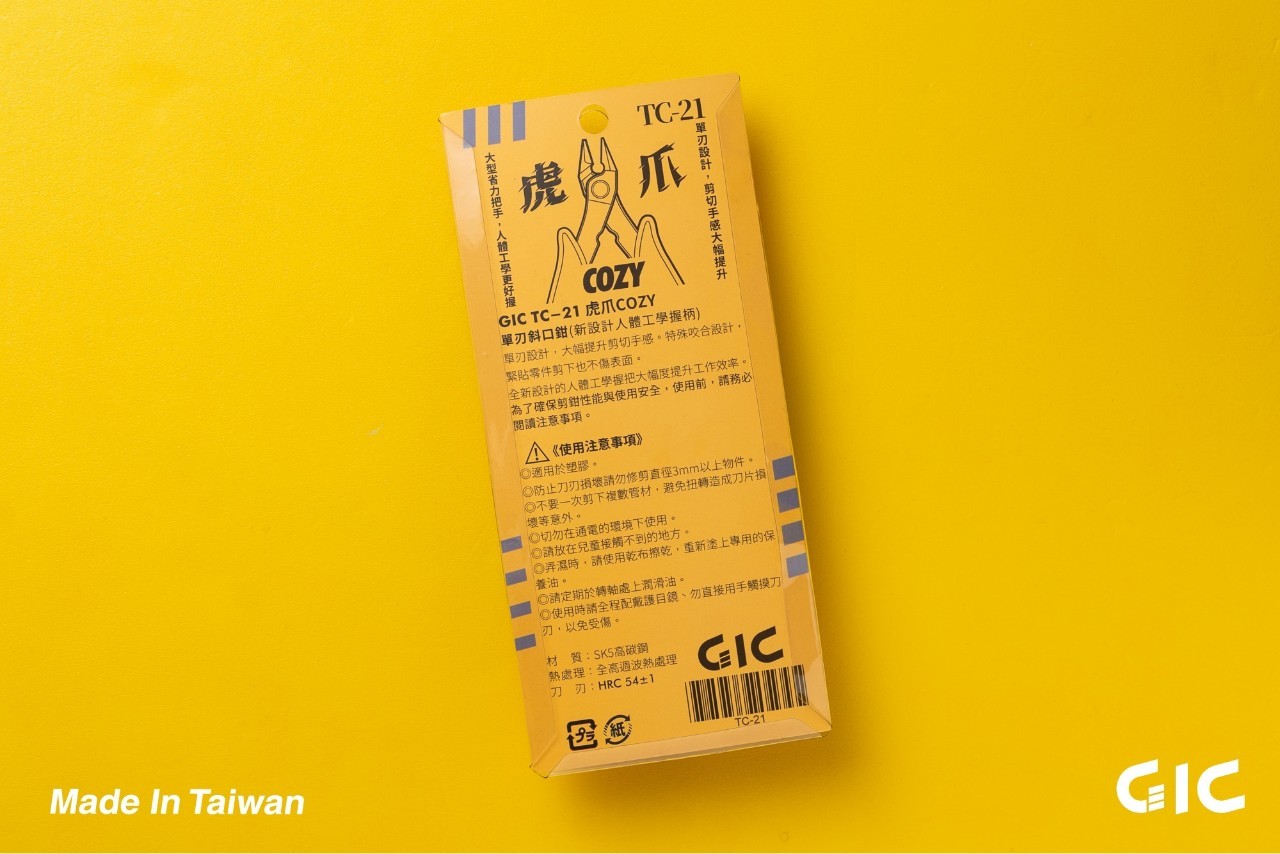 TC-21
大型省力把手，人體工學更好握
虎爪
單刃設計，剪切手感大幅提升
COZY
GIC TC-21 虎爪COZY
單刃斜口鉗(新設計人體工學握柄)
單刃設計，大幅提升剪切手感。特殊咬合設計，
緊貼零件剪下也不傷表面。
全新設計的人體工學握把大幅度提升工作效率。
為了確保剪鉗性能與使用安全，使用前，請務必
閱讀注意事項。
《使用注意事項》
◎適用於塑膠。
◎防止刀刃損壞請勿修剪直徑3mm以上物件。
◎不要一次剪下複數管材，避免扭轉造成刀片損
壞等意外。
◎切勿在通電的環境下使用。
◎請放在兒童接觸不到的地方。
◎弄濕時，請使用乾布擦乾，重新塗上專用的保
養油。
◎請定期於轉軸處上潤滑油。
◎使用時請全程配戴護目鏡、勿直接用手觸摸刀
刃，以免受傷。
材　質：SK5高碳鋼
熱處理：全高週波熱處理
刀　刃：HRC 54±1
GIC
TC-21
プラ
紙
Made In Taiwan
GIC